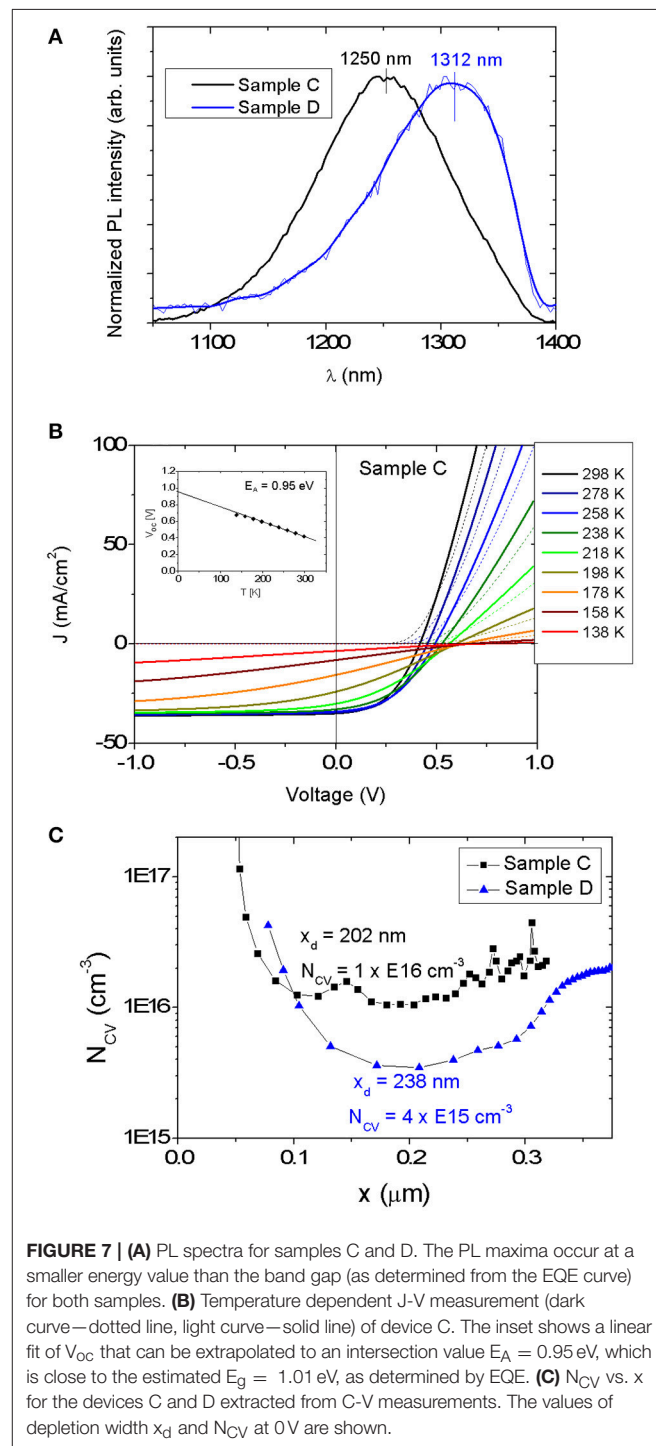 A
1250 nm
1312 nm
Sample C
Sample D
Normalized PL intensity (arb. units)
1100
1200
1300
1400
λ (nm)
B
100
50
0
-50
J (mA/cm²)
Sample C
1.2
1.0
0.8
0.6
0.4
0.2
0.0
V_oc [V]
E_A = 0.95 eV
0
100
200
300
T [K]
298 K
278 K
258 K
238 K
218 K
198 K
178 K
158 K
138 K
-1.0
-0.5
0.0
0.5
1.0
Voltage (V)
C
1E17
1E16
1E15
N_CV (cm⁻³)
Sample C
Sample D
x_d = 202 nm
N_CV = 1 x E16 cm⁻³
x_d = 238 nm
N_CV = 4 x E15 cm⁻³
0.0
0.1
0.2
0.3
x (μm)
FIGURE 7 | (A) PL spectra for samples C and D. The PL maxima occur at a
smaller energy value than the band gap (as determined from the EQE curve)
for both samples. (B) Temperature dependent J-V measurement (dark
curve—dotted line, light curve—solid line) of device C. The inset shows a linear
fit of V_oc that can be extrapolated to an intersection value E_A = 0.95 eV, which
is close to the estimated E_g = 1.01 eV, as determined by EQE. (C) N_CV vs. x
for the devices C and D extracted from C-V measurements. The values of
depletion width x_d and N_CV at 0 V are shown.